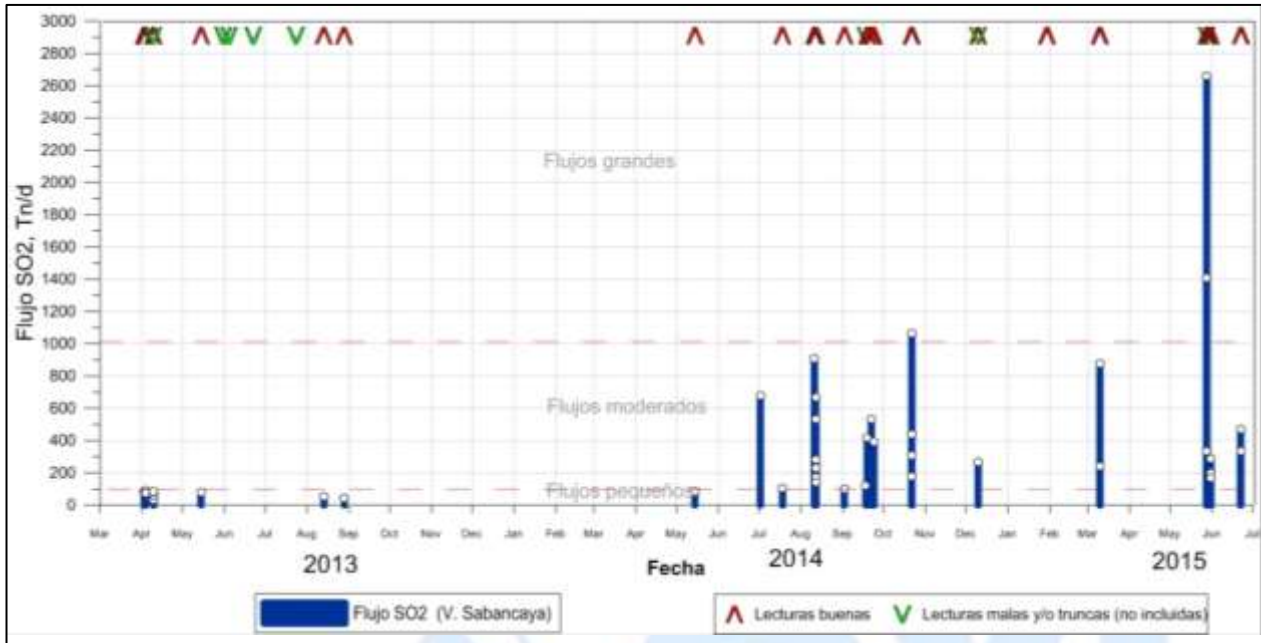 3000
2800
2600
2400
2200
2000
1800
1600
1400
1200
1000
800
600
400
200
0
Flujo SO2, Tn/d
Flujos grandes
Flujos moderados
Flujos pequeños
Mar Apr May Jun Jul Aug Sep Oct Nov Dec Jan Feb Mar Apr May Jun Jul Aug Sep Oct Nov Dec Jan Feb Mar Apr May Jun Jul
2013 Fecha 2014 2015
Flujo SO2 (V. Sabancaya) Lecturas buenas Lecturas malas y/o truncas (no incluidas)